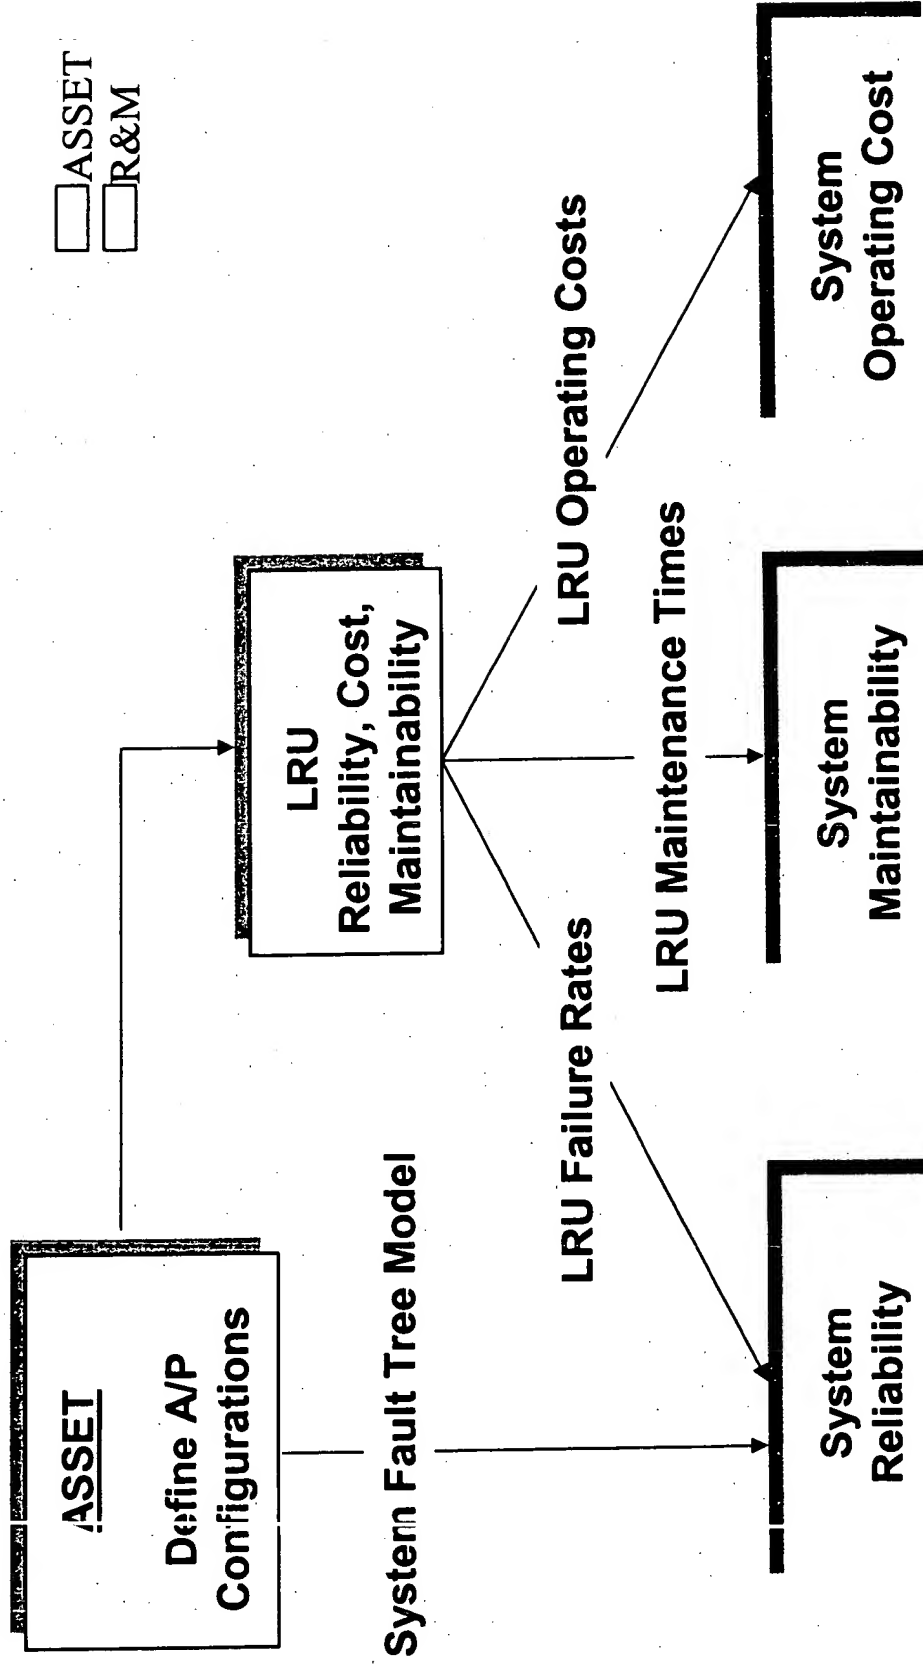 ASSET
R&M
ASSET
Define A/P
Configurations
LRU
Reliability, Cost,
Maintainability
System Fault Tree Model
LRU Failure Rates
LRU Maintenance Times
LRU Operating Costs
System
Reliability
System
Maintainability
System
Operating Cost